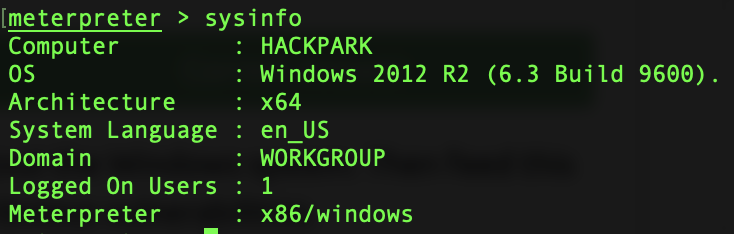 [meterpreter > sysinfo
Computer        : HACKPARK
OS              : Windows 2012 R2 (6.3 Build 9600).
Architecture    : x64
System Language : en_US
Domain          : WORKGROUP
Logged On Users : 1
Meterpreter     : x86/windows